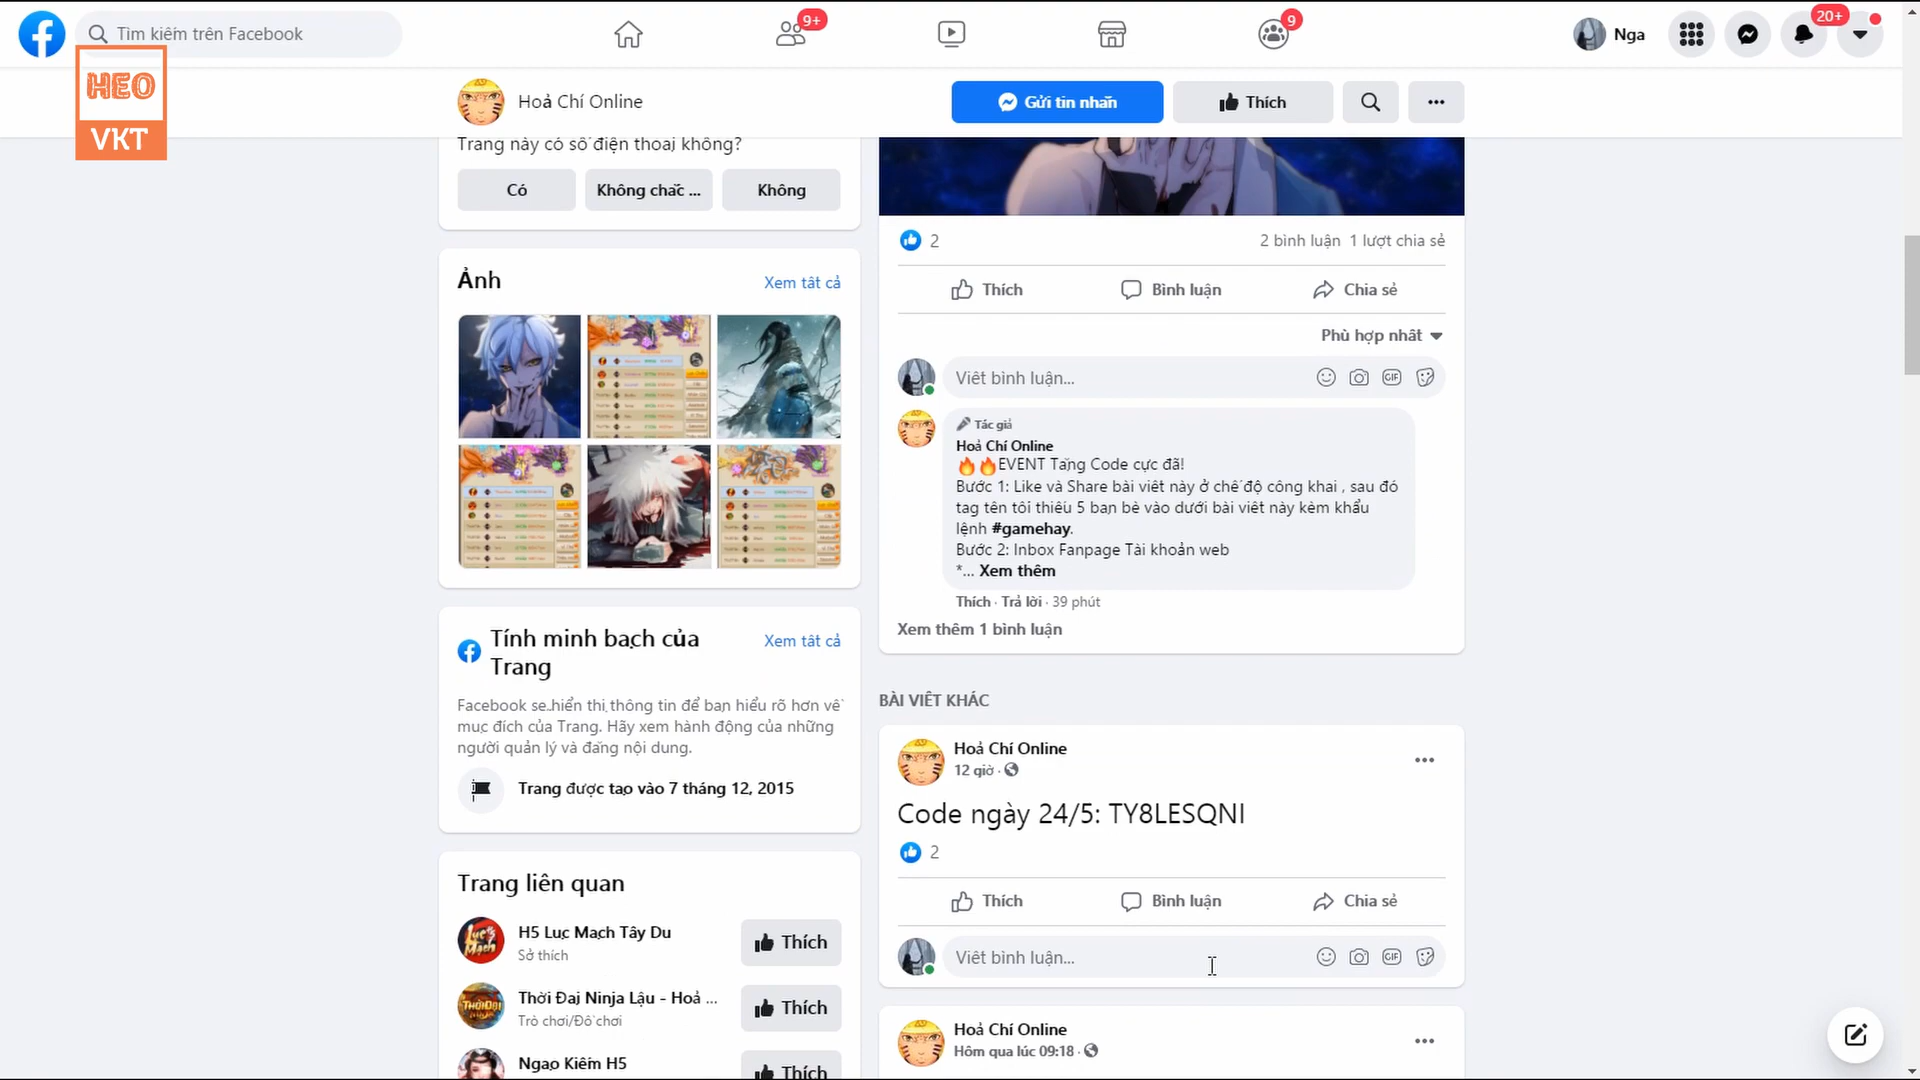 Tìm kiếm trên Facebook
9+
9
Nga
20+
HEO
VKT
Hoả Chí Online
Gửi tin nhắn
Thích
Trang này có số điện thoại không?
Có
Không chắc ...
Không
Ảnh
Xem tất cả
Tính minh bạch của
Trang
Xem tất cả
Facebook sẽ hiển thị thông tin để bạn hiểu rõ hơn về
mục đích của Trang. Hãy xem hành động của những
người quản lý và đăng nội dung.
Trang được tạo vào 7 tháng 12, 2015
Trang liên quan
H5 Lục Mạch Tây Du
Sở thích
Thích
Thời Đại Ninja Lậu - Hoả ...
Trò chơi/Đồ chơi
Thích
Ngạo Kiếm H5
Thích
2
2 bình luận 1 lượt chia sẻ
Thích
Bình luận
Chia sẻ
Phù hợp nhất
Viết bình luận...
GIF
Tác giả
Hoả Chí Online
🔥🔥EVENT Tặng Code cực đã!
Bước 1: Like và Share bài viết này ở chế độ công khai , sau đó
tag tên tối thiếu 5 bạn bè vào dưới bài viết này kèm khẩu
lệnh #gamehay.
Bước 2: Inbox Fanpage Tài khoản web
*... Xem thêm
Thích · Trả lời · 39 phút
Xem thêm 1 bình luận
BÀI VIẾT KHÁC
Hoả Chí Online
12 giờ ·
Code ngày 24/5: TY8LESQNI
2
Thích
Bình luận
Chia sẻ
Viết bình luận...
GIF
Hoả Chí Online
Hôm qua lúc 09:18 ·